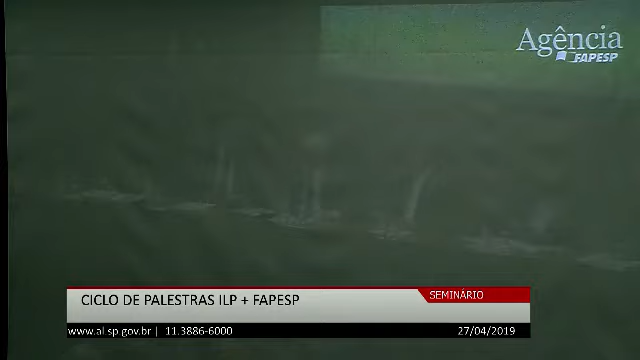 Agência
FAPESP
CICLO DE PALESTRAS ILP + FAPESP
SEMINÁRIO
www.al.sp.gov.br | 11.3886-6000
27/04/2019